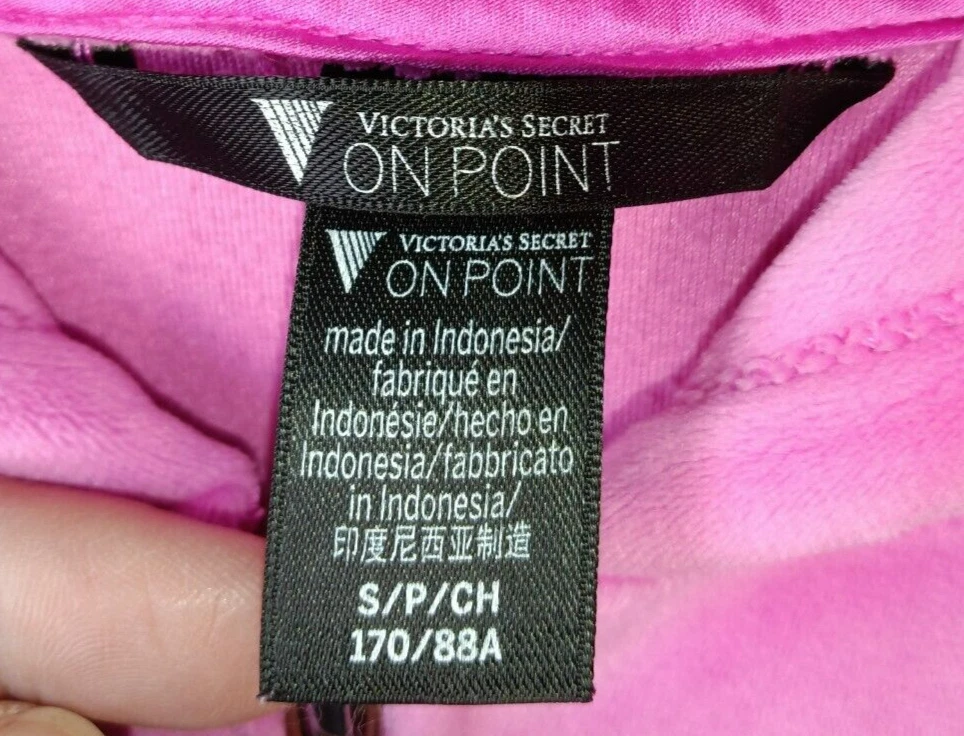 VICTORIA'S SECRET
ON POINT
VICTORIA'S SECRET
ON POINT
made in Indonesia/
fabriqué en
Indonésie/hecho en
Indonesia/fabbricato
in Indonesia/
印度尼西亚制造
S/P/CH
170/88A